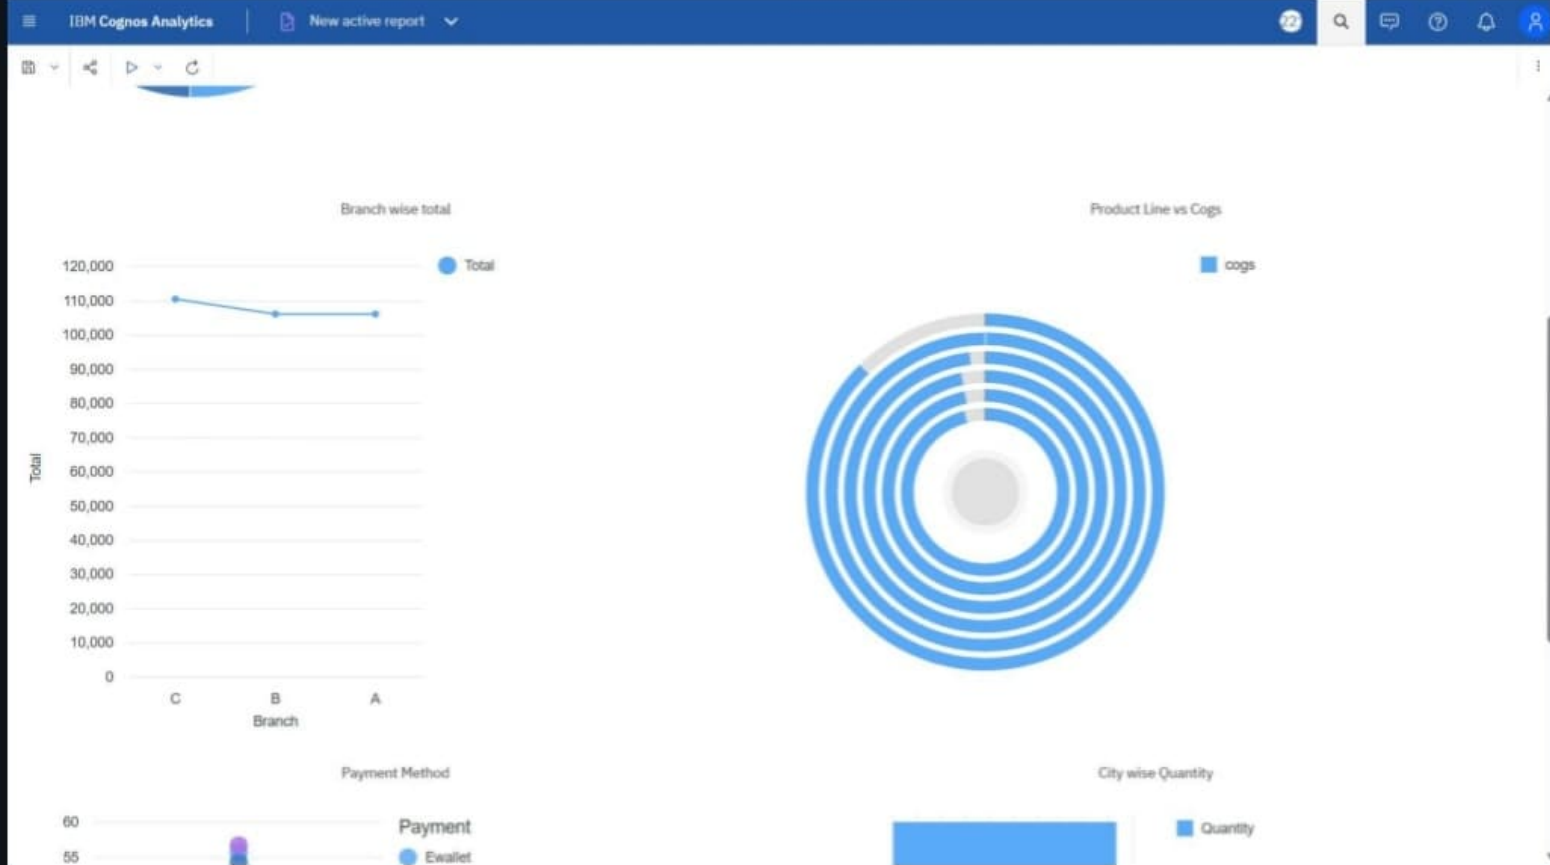 IBM Cognos Analytics
New active report
22
Branch wise total
Total
120,000
110,000
100,000
90,000
80,000
70,000
60,000
50,000
40,000
30,000
20,000
10,000
0
Total
C B A
Branch
Product Line vs Cogs
cogs
Payment Method
60
55
Payment
Ewallet
City wise Quantity
Quantity